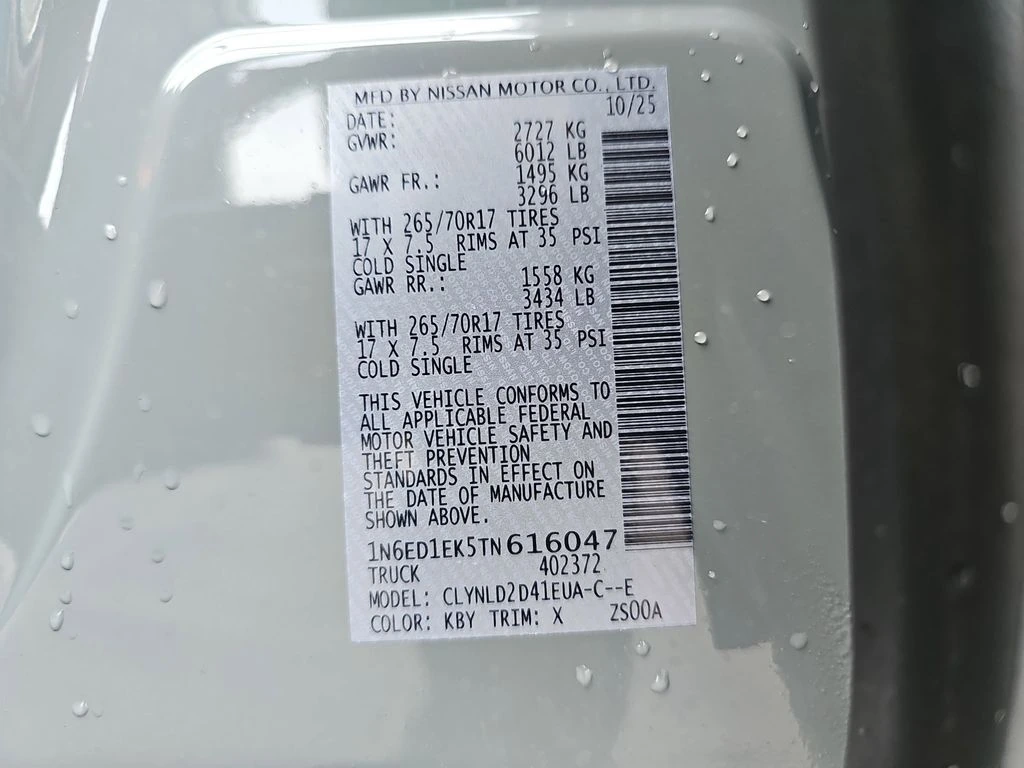 MFD BY NISSAN MOTOR CO., LTD.
DATE: 10/25
GVWR: 2727 KG
6012 LB
GAWR FR.: 1495 KG
3296 LB
WITH 265/70R17 TIRES
17 X 7.5 RIMS AT 35 PSI
COLD SINGLE
GAWR RR.: 1558 KG
3434 LB
WITH 265/70R17 TIRES
17 X 7.5 RIMS AT 35 PSI
COLD SINGLE
THIS VEHICLE CONFORMS TO
ALL APPLICABLE FEDERAL
MOTOR VEHICLE SAFETY AND
THEFT PREVENTION
STANDARDS IN EFFECT ON
THE DATE OF MANUFACTURE
SHOWN ABOVE.
1N6ED1EK5TN616047
TRUCK 402372
MODEL: CLYNLD2D41EUA-C--E
COLOR: KBY TRIM: X ZS00A